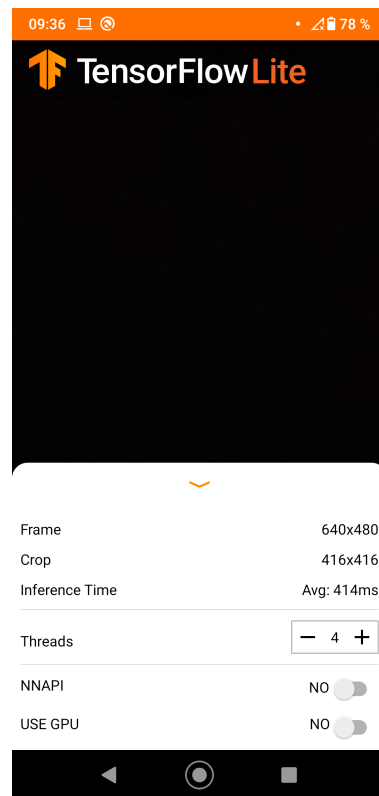 09:36 78 %
TensorFlow Lite
Frame 640x480
Crop 416x416
Inference Time Avg: 414ms
Threads 4
NNAPI NO
USE GPU NO